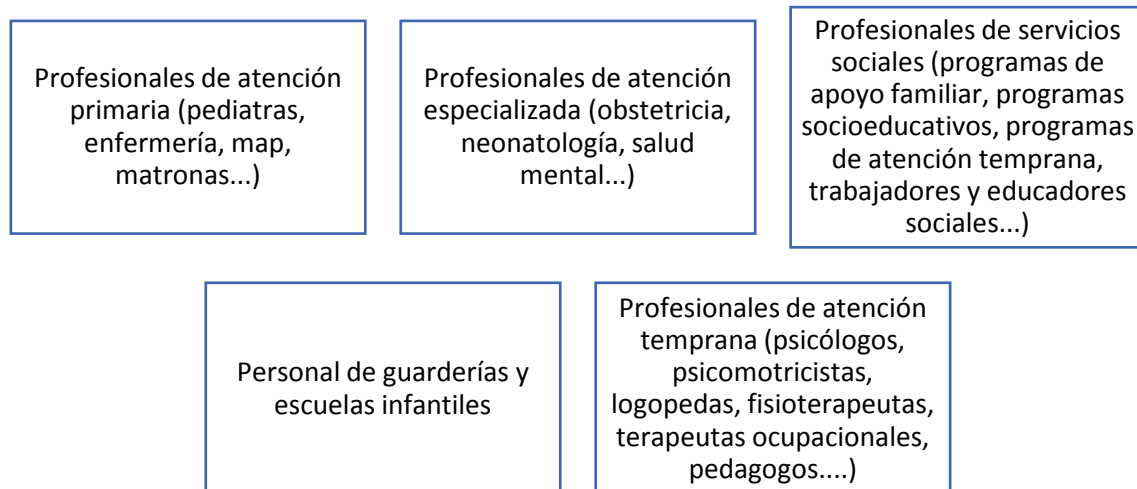 Profesionales de atención
primaria (pediatras,
enfermería, map,
matronas...)
Profesionales de atención
especializada (obstetricia,
neonatología, salud
mental...)
Profesionales de servicios
sociales (programas de
apoyo familiar, programas
socioeducativos, programas
de atención temprana,
trabajadores y educadores
sociales...)
Personal de guarderías y
escuelas infantiles
Profesionales de atención
temprana (psicólogos,
psicomotricistas,
logopedas, fisioterapeutas,
terapeutas ocupacionales,
pedagogos....)